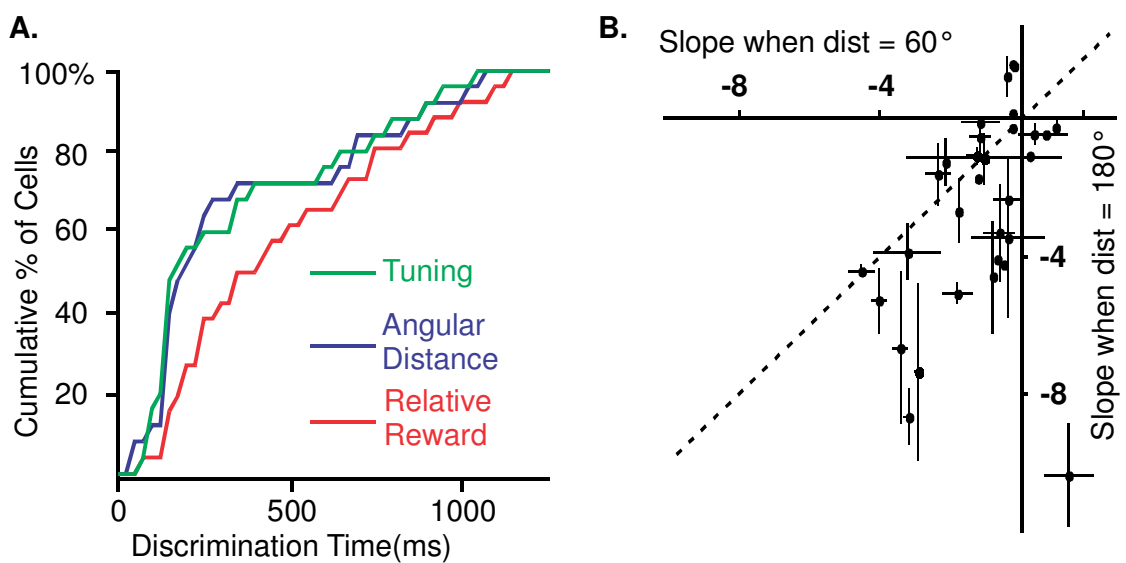 A.
100%
80
60
40
20
Cumulative % of Cells
Tuning
Angular
Distance
Relative
Reward
0
500
1000
Discrimination Time(ms)
B.
Slope when dist = 60°
-8
-4
-4
-8
Slope when dist = 180°